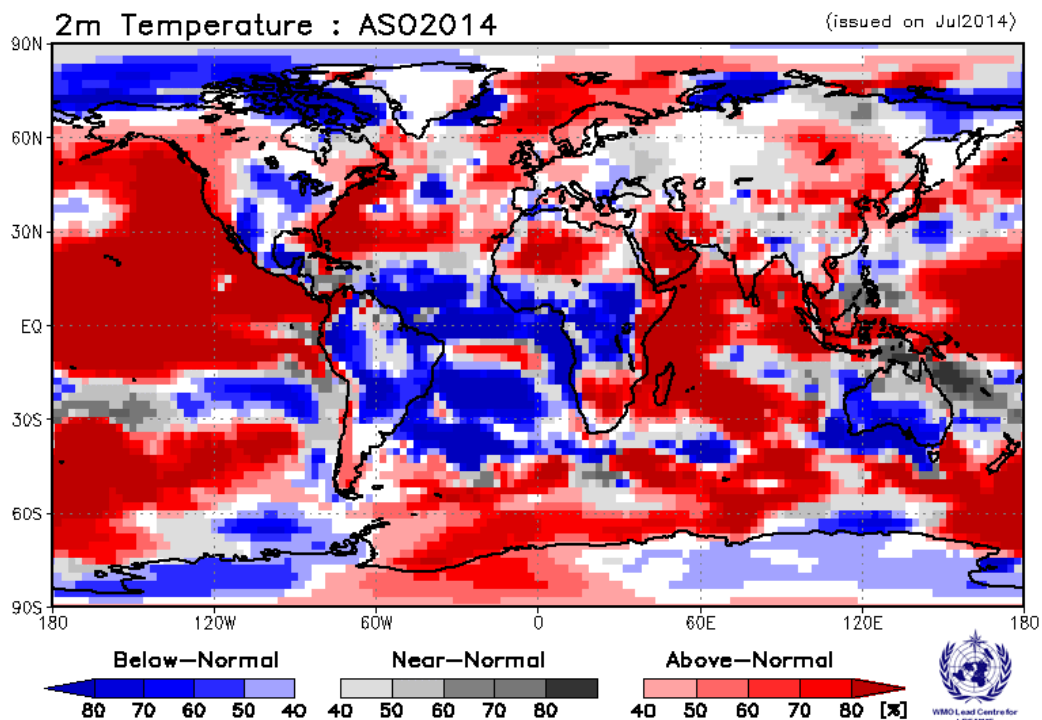 2m Temperature : ASO2014
(issued on Jul2014)
90N
60N
30N
EQ
30S
60S
90S
180 120W 60W 0 60E 120E 180
Below-Normal Near-Normal Above-Normal
80 70 60 50 40 40 50 60 70 80 40 50 60 70 80 [%]
WMO Lead Centre for